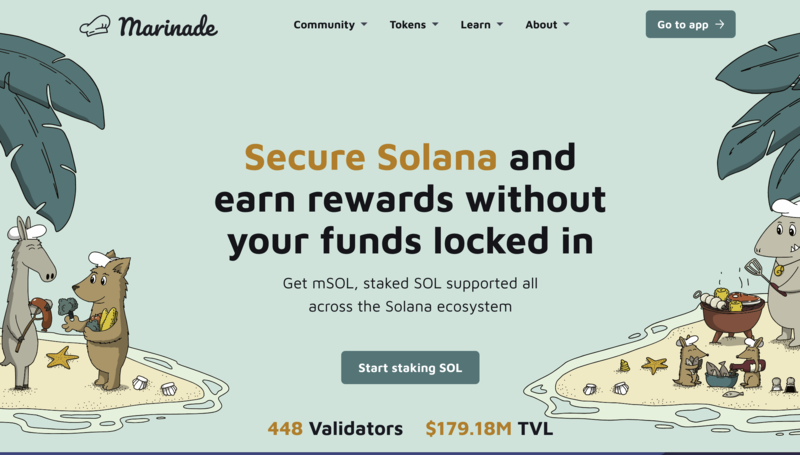 Marinade
Community
Tokens
Learn
About
Go to app
Secure Solana and
earn rewards without
your funds locked in
Get mSOL, staked SOL supported all
across the Solana ecosystem
Start staking SOL
448 Validators
$179.18M TVL